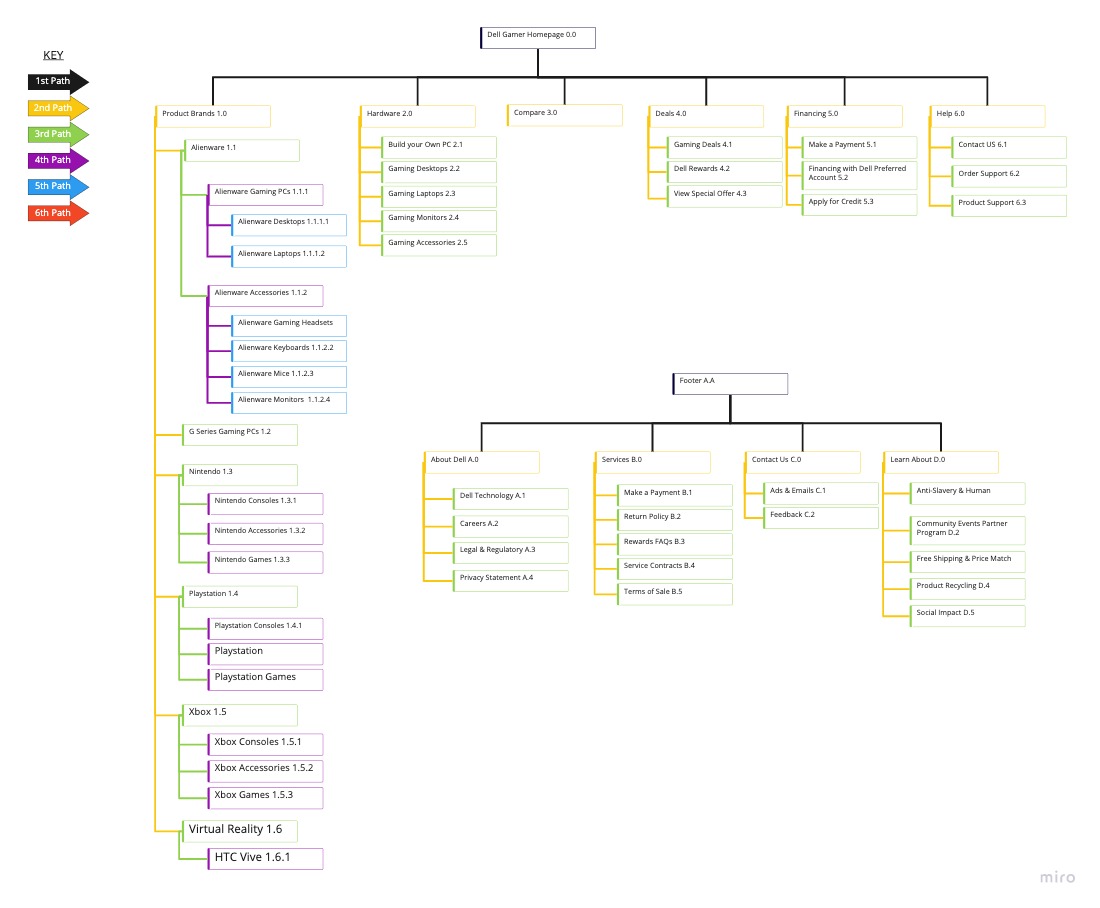 Dell Gamer Homepage 0.0
KEY
1st Path
2nd Path
3rd Path
4th Path
5th Path
6th Path
Product Brands 1.0
Alienware 1.1
Alienware Gaming PCs 1.1.1
Alienware Desktops 1.1.1.1
Alienware Laptops 1.1.1.2
Alienware Accessories 1.1.2
Alienware Gaming Headsets
Alienware Keyboards 1.1.2.2
Alienware Mice 1.1.2.3
Alienware Monitors  1.1.2.4
G Series Gaming PCs 1.2
Nintendo 1.3
Nintendo Consoles 1.3.1
Nintendo Accessories 1.3.2
Nintendo Games 1.3.3
Playstation 1.4
Playstation Consoles 1.4.1
Playstation
Playstation Games
Xbox 1.5
Xbox Consoles 1.5.1
Xbox Accessories 1.5.2
Xbox Games 1.5.3
Virtual Reality 1.6
HTC Vive 1.6.1
Hardware 2.0
Build your Own PC 2.1
Gaming Desktops 2.2
Gaming Laptops 2.3
Gaming Monitors 2.4
Gaming Accessories 2.5
Compare 3.0
Deals 4.0
Gaming Deals 4.1
Dell Rewards 4.2
View Special Offer 4.3
Financing 5.0
Make a Payment 5.1
Financing with Dell Preferred
Account 5.2
Apply for Credit 5.3
Help 6.0
Contact US 6.1
Order Support 6.2
Product Support 6.3
Footer A.A
About Dell A.0
Dell Technology A.1
Careers A.2
Legal & Regulatory A.3
Privacy Statement A.4
Services B.0
Make a Payment B.1
Return Policy B.2
Rewards FAQs B.3
Service Contracts B.4
Terms of Sale B.5
Contact Us C.0
Ads & Emails C.1
Feedback C.2
Learn About D.0
Anti-Slavery & Human
Community Events Partner
Program D.2
Free Shipping & Price Match
Product Recycling D.4
Social Impact D.5
miro